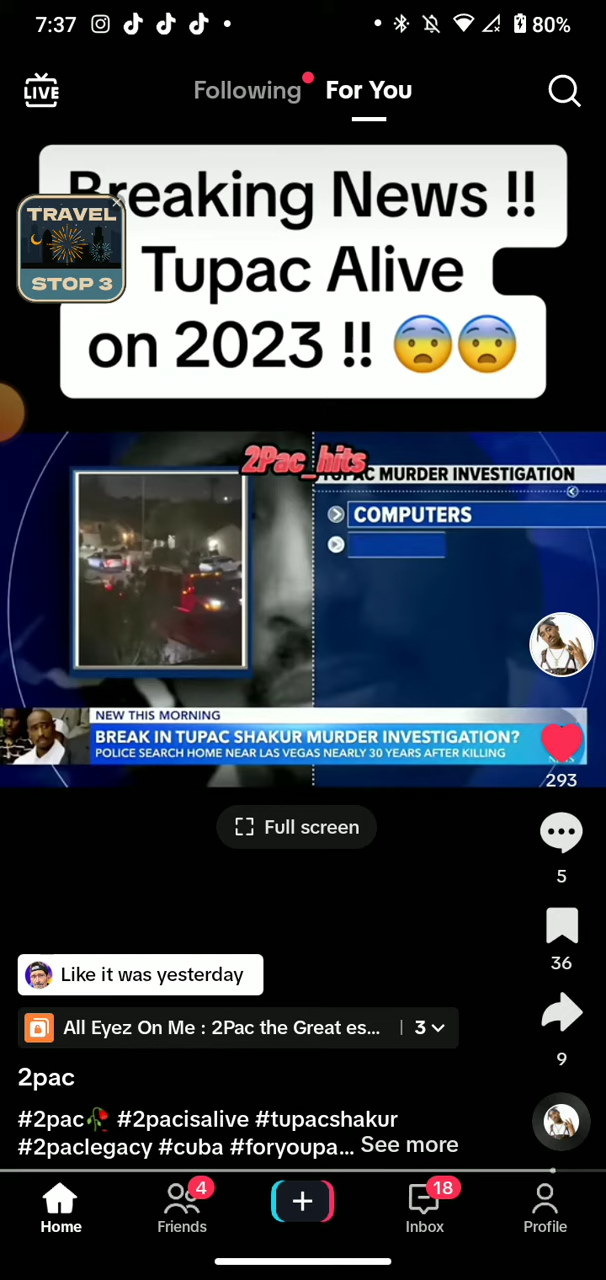 7:37
80%
LIVE
Following
For You
Breaking News !!
Tupac Alive
on 2023 !! 😨😨
TRAVEL
STOP 3
2Pac_hits
TUPAC MURDER INVESTIGATION
COMPUTERS
NEW THIS MORNING
BREAK IN TUPAC SHAKUR MURDER INVESTIGATION?
POLICE SEARCH HOME NEAR LAS VEGAS NEARLY 30 YEARS AFTER KILLING
293
Full screen
5
36
Like it was yesterday
All Eyez On Me : 2Pac the Great es... | 3
9
2pac
#2pac🥀 #2pacisalive #tupacshakur
#2paclegacy #cuba #foryoupa... See more
4
18
Home
Friends
Inbox
Profile